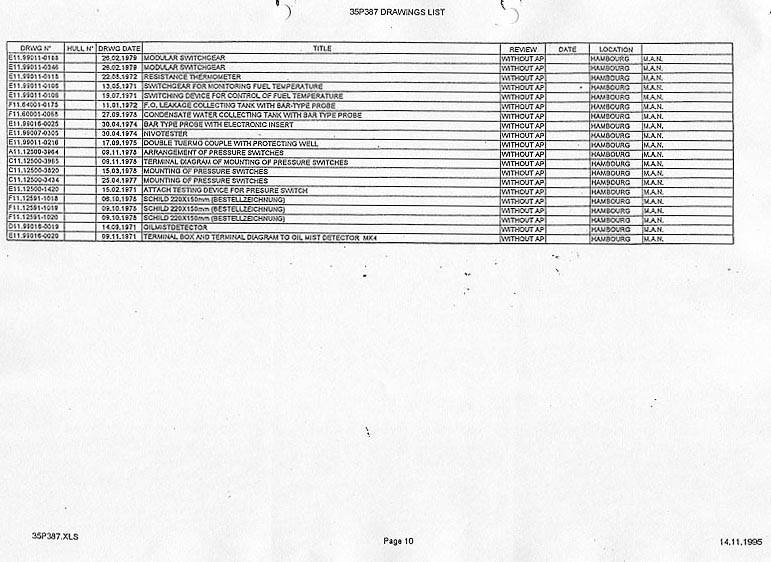 35P387 DRAWINGS LIST
DRWG N° HULL N° DRWG DATE TITLE REVIEW DATE LOCATION
E11.99011-0188 26.02.1979 MODULAR SWITCHGEAR WITHOUT AP HAMBOURG M.A.N.
E11.99011-0346 26.02.1979 MODULAR SWITCHGEAR WITHOUT AP HAMBOURG M.A.N.
E11.99011-0115 22.08.1972 RESISTANCE THERMOMETER WITHOUT AP HAMBOURG M.A.N.
E11.99011-0106 13.05.1971 SWITCHGEAR FOR MONITORING FUEL TEMPERATURE WITHOUT AP HAMBOURG M.A.N.
E11.99011-0108 19.07.1971 SWITCHING DEVICE FOR CONTROL OF FUEL TEMPERATURE WITHOUT AP HAMBOURG M.A.N.
F11.64001-0175 11.01.1972 F.O. LEAKAGE COLLECTING TANK WITH BAR-TYPE PROBE WITHOUT AP HAMBOURG M.A.N.
F11.60001-0068 27.09.1978 CONDENSATE WATER COLLECTING TANK WITH BAR TYPE PROBE WITHOUT AP HAMBOURG M.A.N.
E11.99016-0025 30.04.1974 BAR TYPE PROBE WITH ELECTRONIC INSERT WITHOUT AP HAMBOURG M.A.N.
E11.99007-0305 30.04.1974 NIVOTESTER WITHOUT AP HAMBOURG M.A.N.
E11.99011-0216 17.09.1975 DOUBLE TUERMO COUPLE WITH PROTECTING WELL WITHOUT AP HAMBOURG M.A.N.
A11.12500-3964 09.11.1978 ARRANGEMENT OF PRESSURE SWITCHES WITHOUT AP HAMBOURG M.A.N.
C11.12500-3965 09.11.1978 TERMINAL DIAGRAM OF MOUNTING OF PRESSURE SWITCHES WITHOUT AP HAMBOURG M.A.N.
C11.12500-3820 15.03.1978 MOUNTING OF PRESSURE SWITCHES WITHOUT AP HAMBOURG M.A.N.
C11.12500-3434 25.04.1977 MOUNTING OF PRESSURE SWITCHES WITHOUT AP HAMBOURG M.A.N.
E11.12500-1420 15.02.1971 ATTACH TESTING DEVICE FOR PRESURE SWITCH WITHOUT AP HAMBOURG M.A.N.
F11.12591-1018 06.10.1978 SCHILD 220X150mm (BESTELLZEICHNUNG) WITHOUT AP HAMBOURG M.A.N.
F11.12591-1019 09.10.1978 SCHILD 220X150mm (BESTELLZEICHNUNG) WITHOUT AP HAMBOURG M.A.N.
F11.12591-1020 09.10.1978 SCHILD 220X150mm (BESTELLZEICHNUNG) WITHOUT AP HAMBOURG M.A.N.
D11.99016-0019 14.09.1971 OILMISTDETECTOR WITHOUT AP HAMBOURG M.A.N.
E11.99016-0020 09.11.1971 TERMINAL BOX AND TERMINAL DIAGRAM TO OIL MIST DETECTOR MK4 WITHOUT AP HAMBOURG M.A.N.
35P387.XLS Page 10 14.11.1995